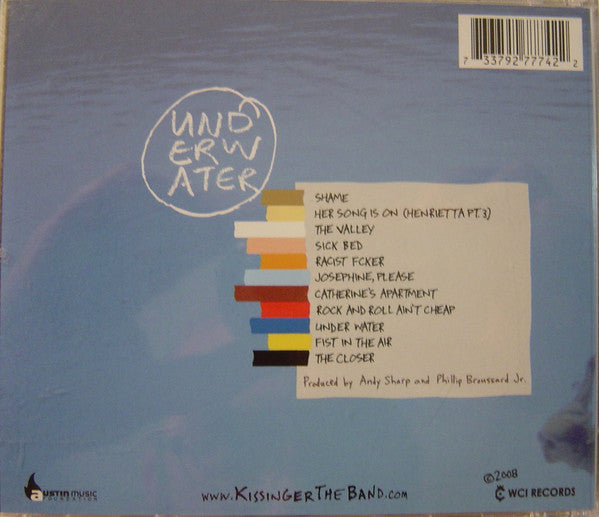 7 33792 77742 2
UND
ERW
ATER
SHAME
HER SONG IS ON (HENRIETTA PT. 3)
THE VALLEY
SICK BED
RACIST FCKER
JOSEPHINE, PLEASE
CATHERINE'S APARTMENT
ROCK AND ROLL AIN'T CHEAP
UNDER WATER
FIST IN THE AIR
THE CLOSER
Produced by Andy Sharp and Phillip Broussard Jr.
AUSTIN MUSIC
FOUNDATION
WWW.KISSINGERTHEBAND.COM
©2008
WCI RECORDS